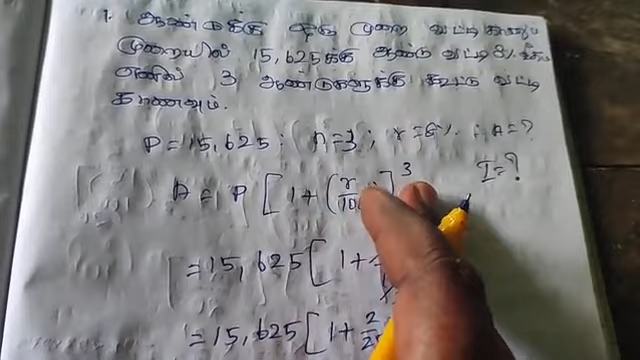 1. ஆண்டுக்கு ஒரு முறை வட்டி காணும்
முறையில் 15,625க்கு ஆண்டு வட்டி 8% வீதம்
எனில் 3 ஆண்டுகளுக்கு கூட்டு வட்டி
காணவும்.
P = 15,625 ; n = 3 ; r = 8% ; A = ?
I = ?
A = P [ 1 + ( r/100 ) ]³
= 15,625 [ 1 +
= 15,625 [ 1 + 2/25